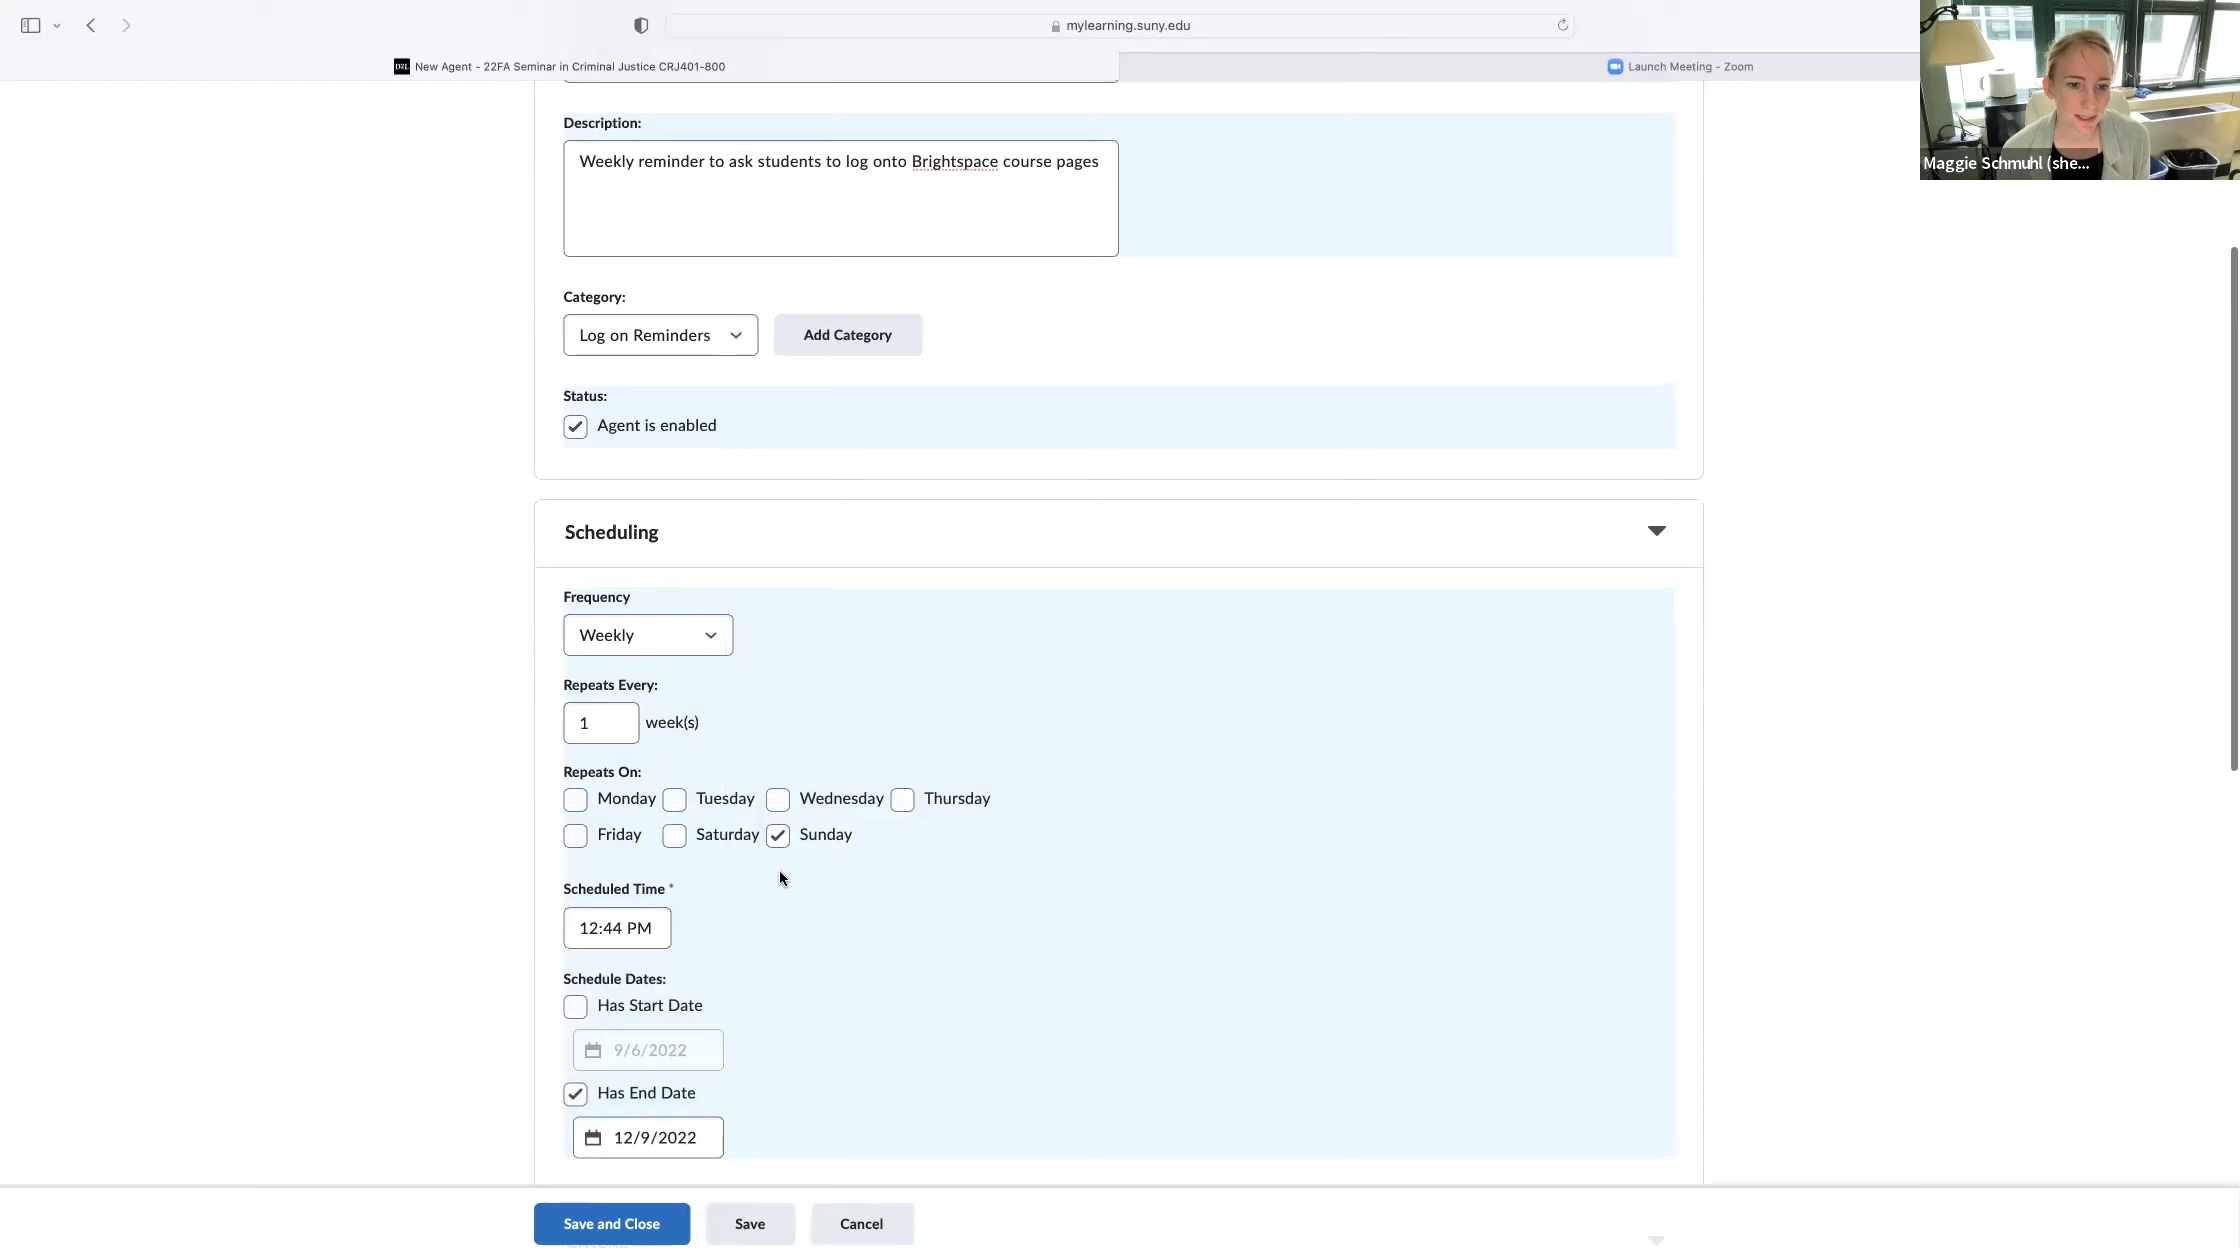 mylearning.suny.edu
D2L New Agent - 22FA Seminar in Criminal Justice CRJ401-800
Launch Meeting - Zoom
Maggie Schmuhl (she...
Description:
Weekly reminder to ask students to log onto Brightspace course pages
Category:
Log on Reminders
Add Category
Status:
Agent is enabled
Scheduling
Frequency
Weekly
Repeats Every:
1 week(s)
Repeats On:
Monday Tuesday Wednesday Thursday
Friday Saturday Sunday
Scheduled Time *
12:44 PM
Schedule Dates:
Has Start Date
9/6/2022
Has End Date
12/9/2022
Save and Close Save Cancel